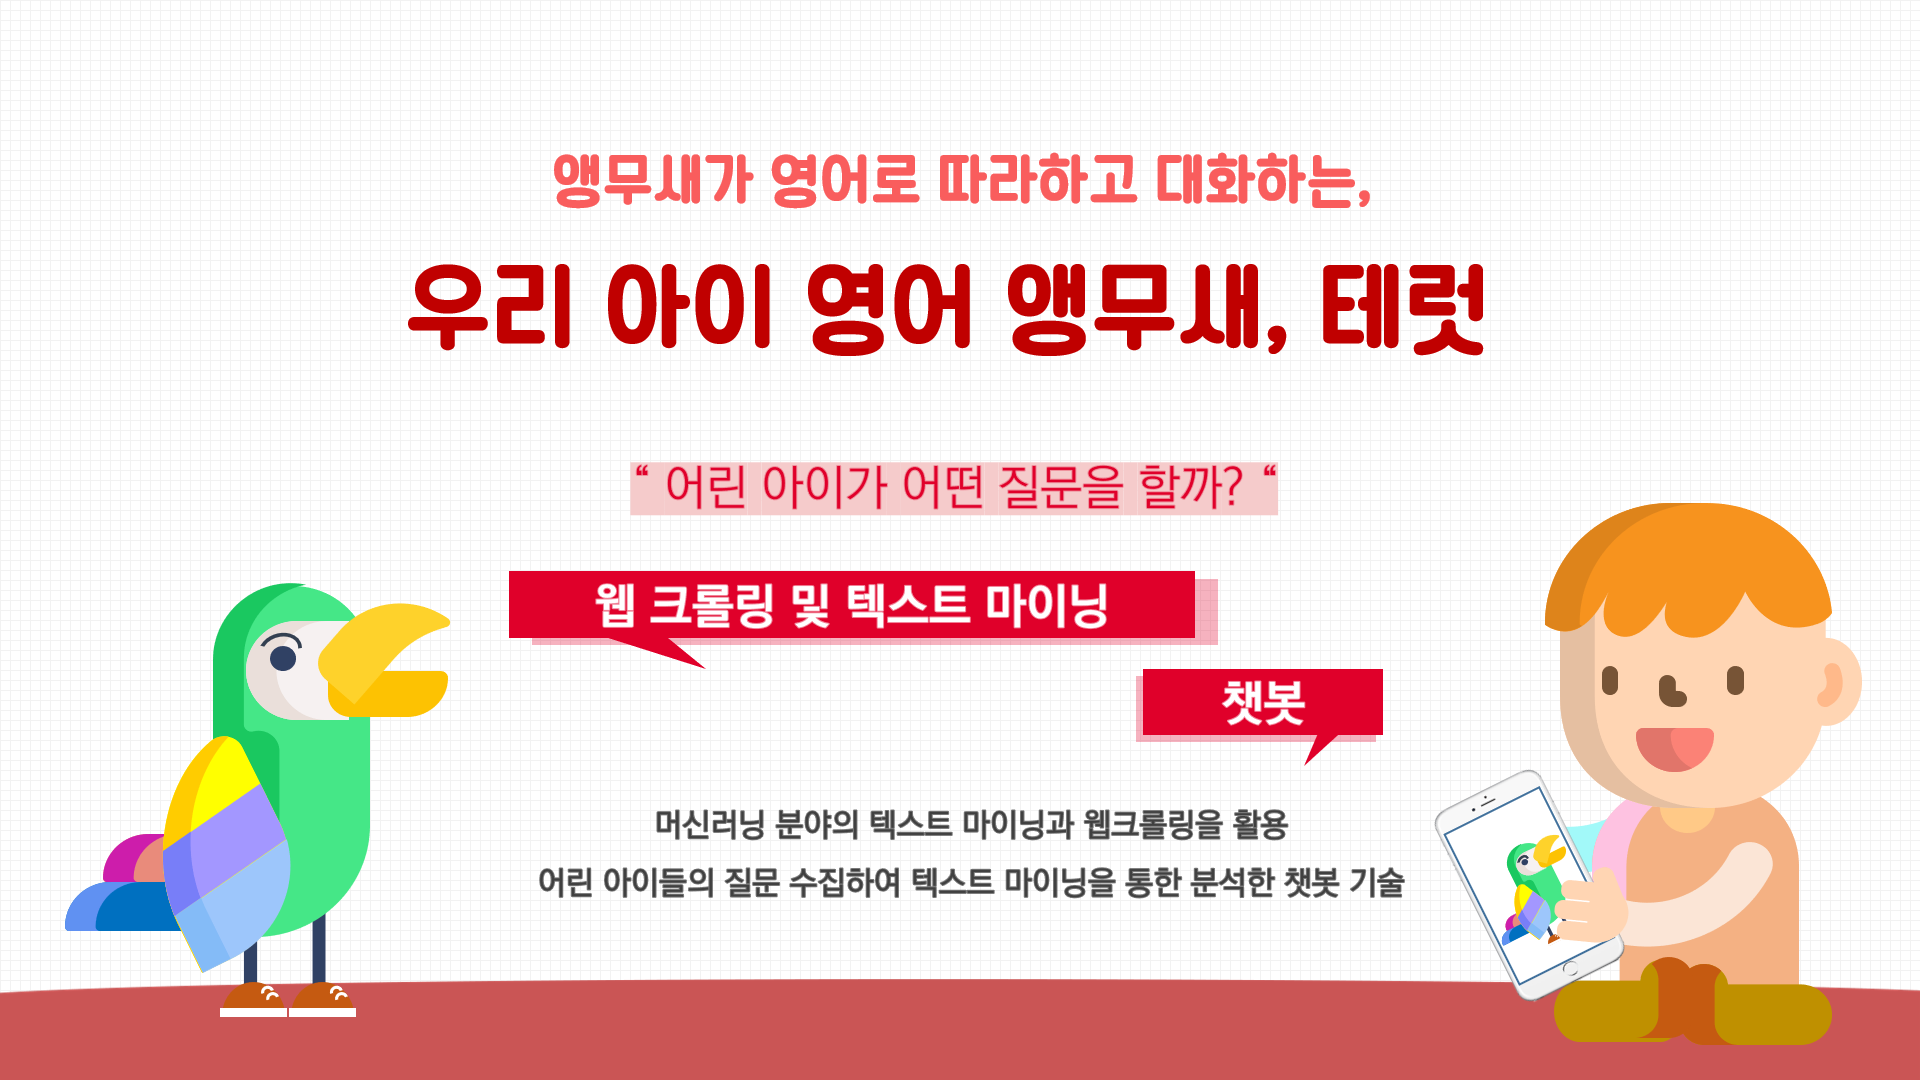 앵무새가 영어로 따라하고 대화하는,
우리 아이 영어 앵무새, 테럿
“ 어린 아이가 어떤 질문을 할까? “
웹 크롤링 및 텍스트 마이닝
챗봇
머신러닝 분야의 텍스트 마이닝과 웹크롤링을 활용
어린 아이들의 질문 수집하여 텍스트 마이닝을 통한 분석한 챗봇 기술